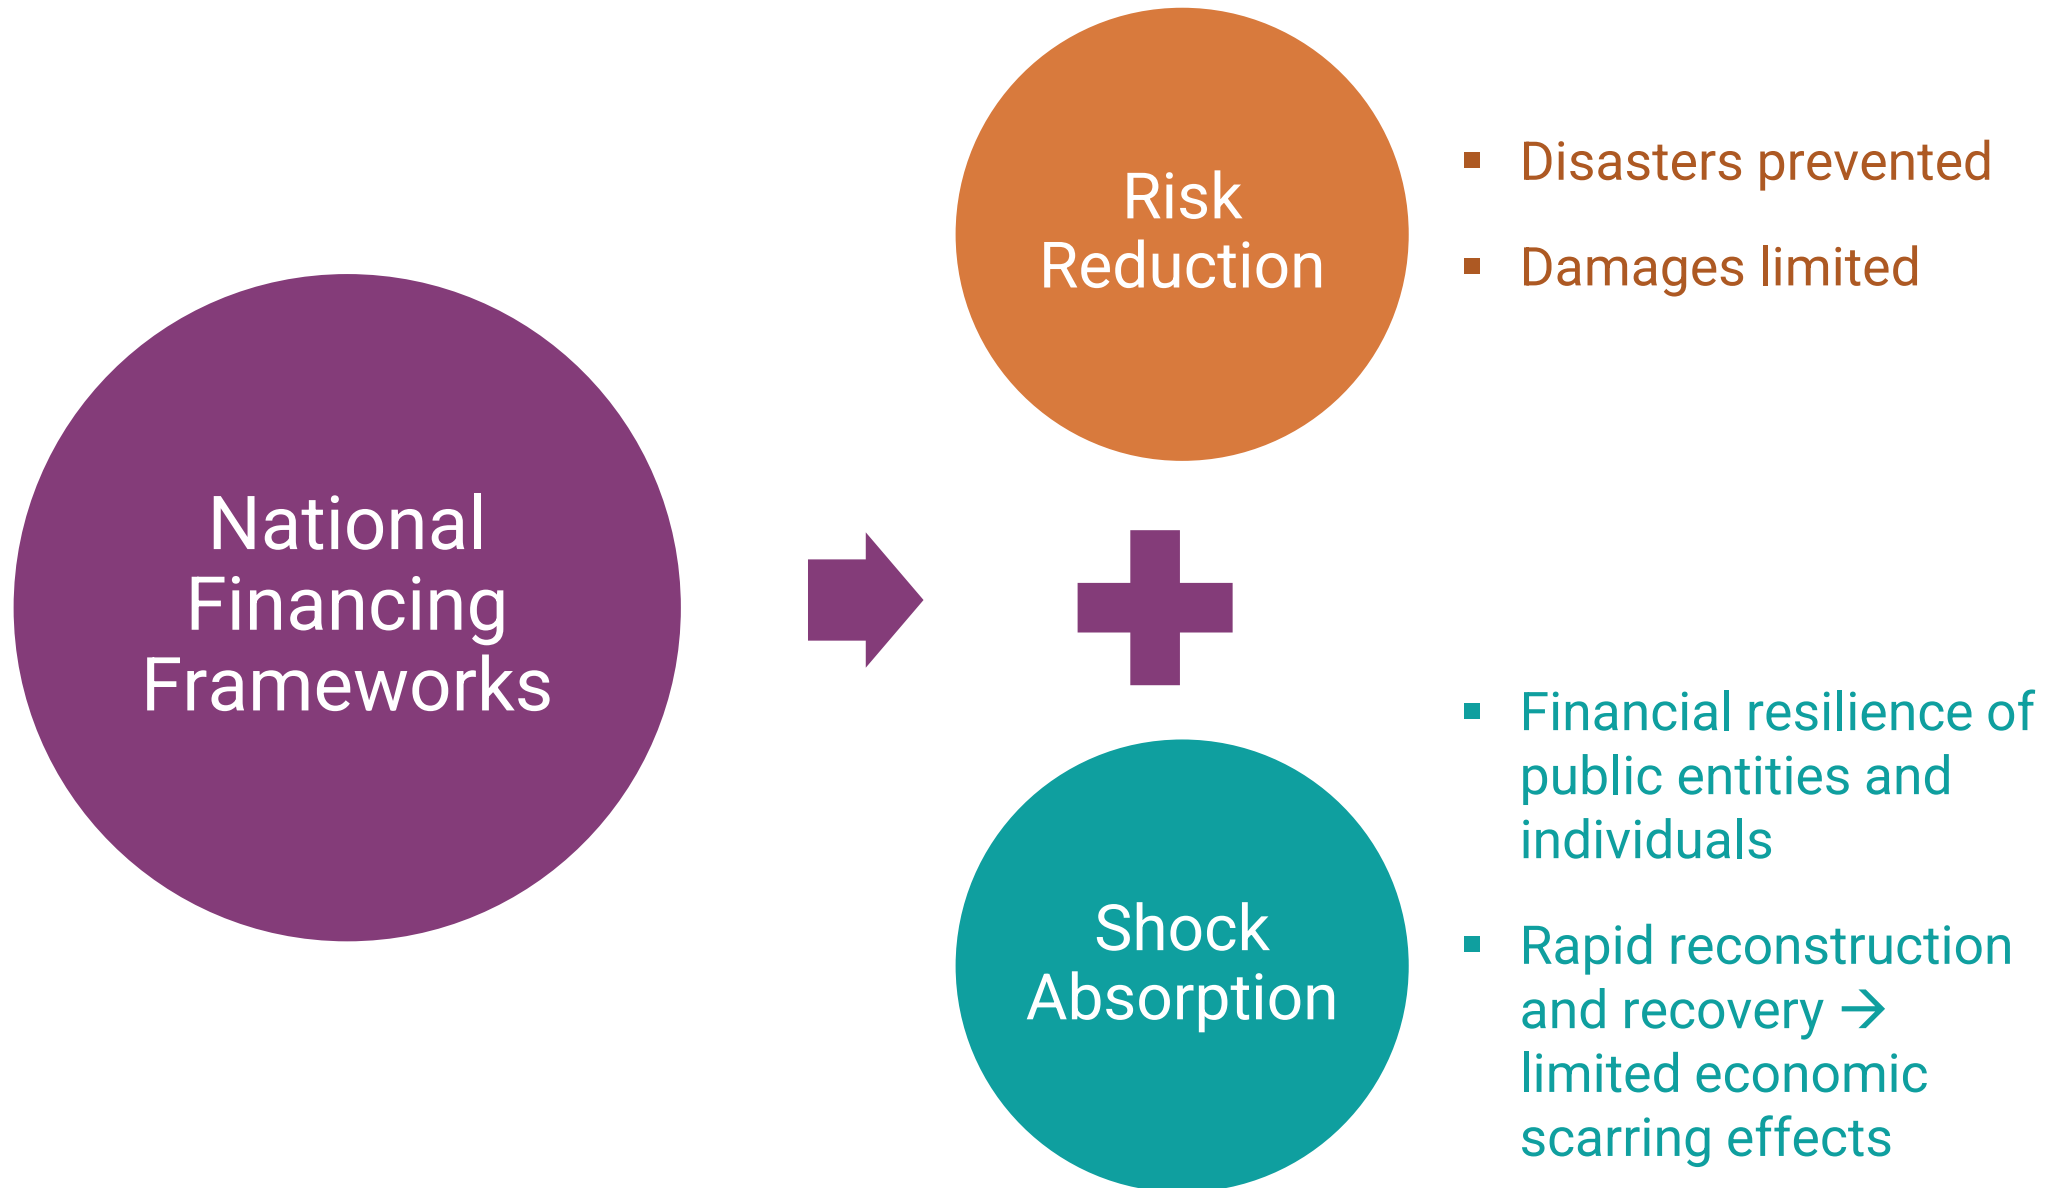 National
Financing
Frameworks
Risk
Reduction
▪ Disasters prevented
▪ Damages limited
Shock
Absorption
▪ Financial resilience of
public entities and
individuals
▪ Rapid reconstruction
and recovery →
limited economic
scarring effects